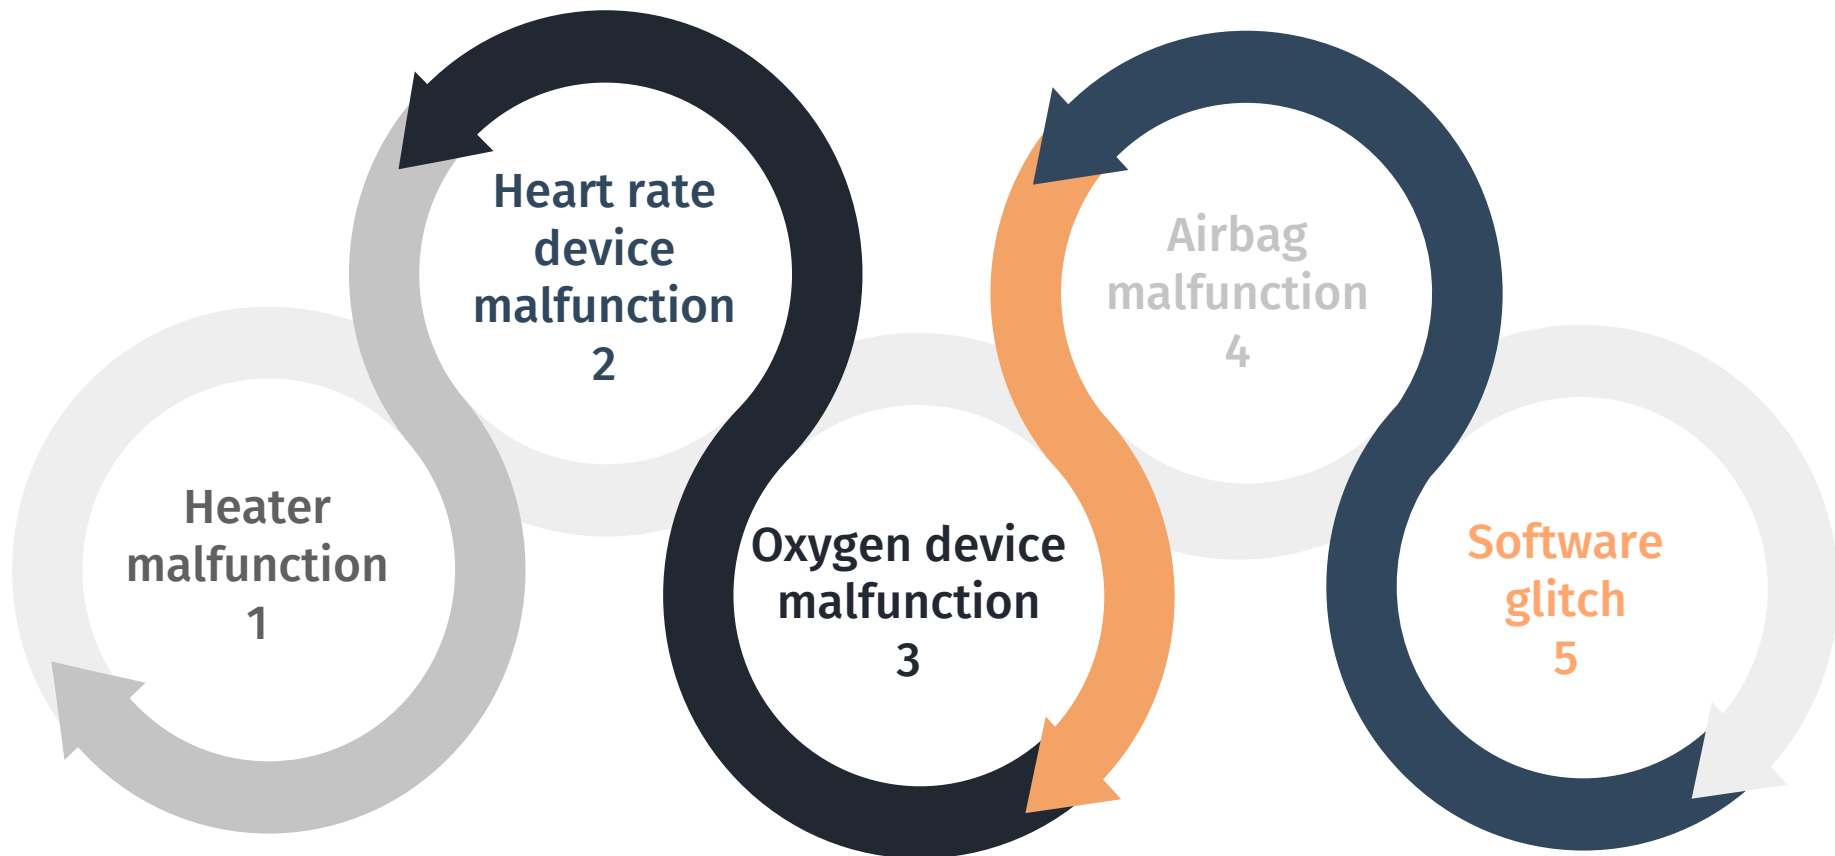 Heater
malfunction
1
Heart rate
device
malfunction
2
Oxygen device
malfunction
3
Airbag
malfunction
4
Software
glitch
5